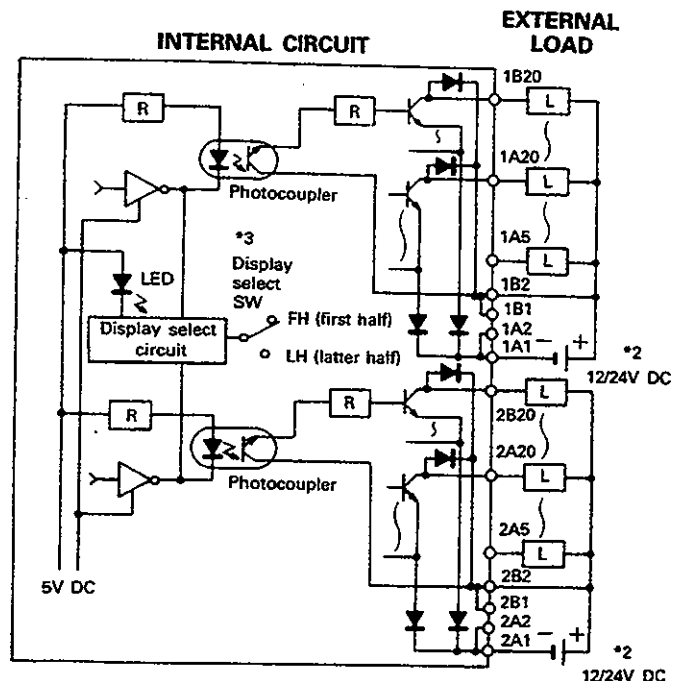 INTERNAL CIRCUIT
EXTERNAL
LOAD
R
R
1B20
L
Photocoupler
1A20
L
1A5
L
*3
Display
select
SW
LED
Display select
circuit
FH (first half)
LH (latter half)
1B2
1B1
1A2
1A1
− +
*2
12/24V DC
R
R
2B20
L
Photocoupler
2A20
L
2A5
L
5V DC
2B2
2B1
2A2
2A1
− +
*2
12/24V DC